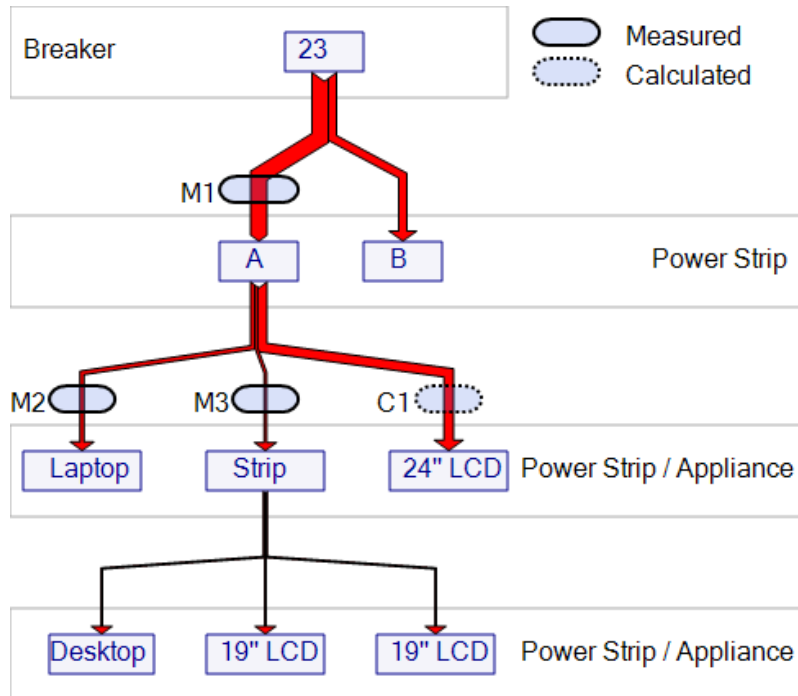 Breaker
23
Measured
Calculated
M1
A
B
Power Strip
M2
M3
C1
Laptop
Strip
24" LCD
Power Strip / Appliance
Desktop
19" LCD
19" LCD
Power Strip / Appliance